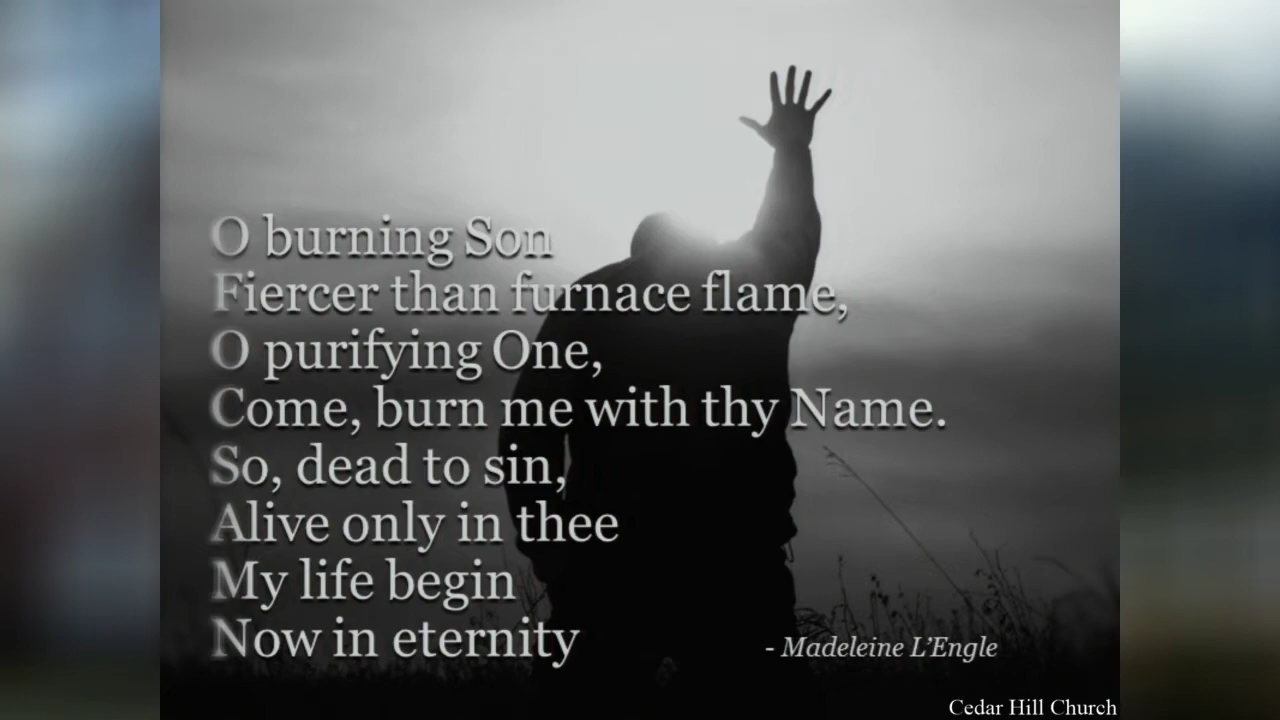 O burning Son
Fiercer than furnace flame,
O purifying One,
Come, burn me with thy Name.
So, dead to sin,
Alive only in thee
My life begin
Now in eternity
- Madeleine L’Engle
Cedar Hill Church